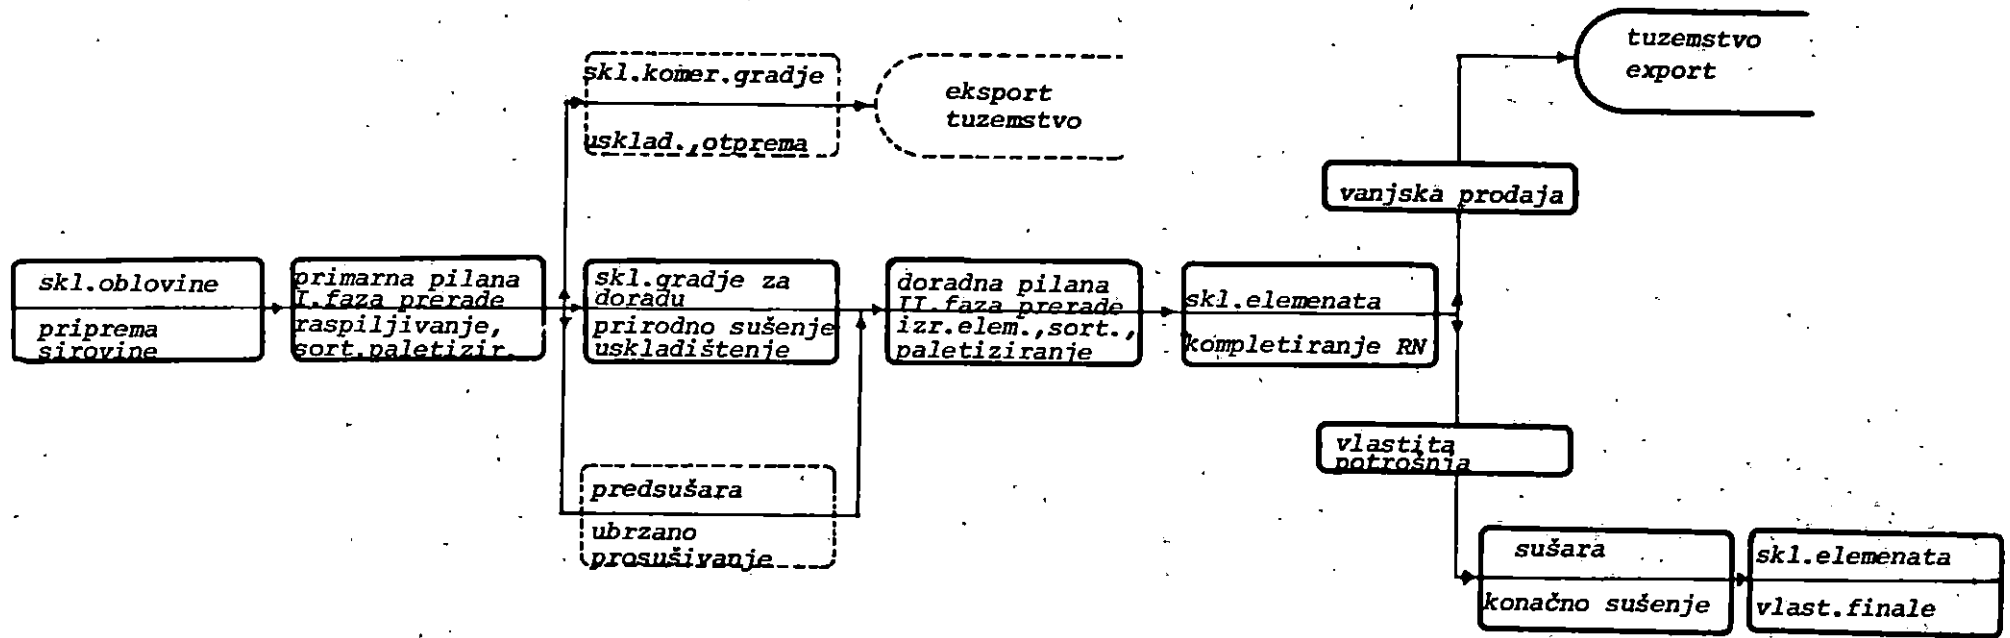 skl.komer.gradje
usklad.,otprema
eksport
tuzemstvo
tuzemstvo
export
vanjska prodaja
skl.oblovine
priprema
sirovine
primarna pilana
I.faza prerade
raspiljivanje,
sort.paletizir.
skl.gradje za
doradu
prirodno sušenje
uskladištenje
doradna pilana
II.faza prerade
izr.elem.,sort.,
paletiziranje
skl.elemenata
kompletiranje RN
vlastita
potrošnja
predsušara
ubrzano
prosušivanje
sušara
konačno sušenje
skl.elemenata
vlast.finale